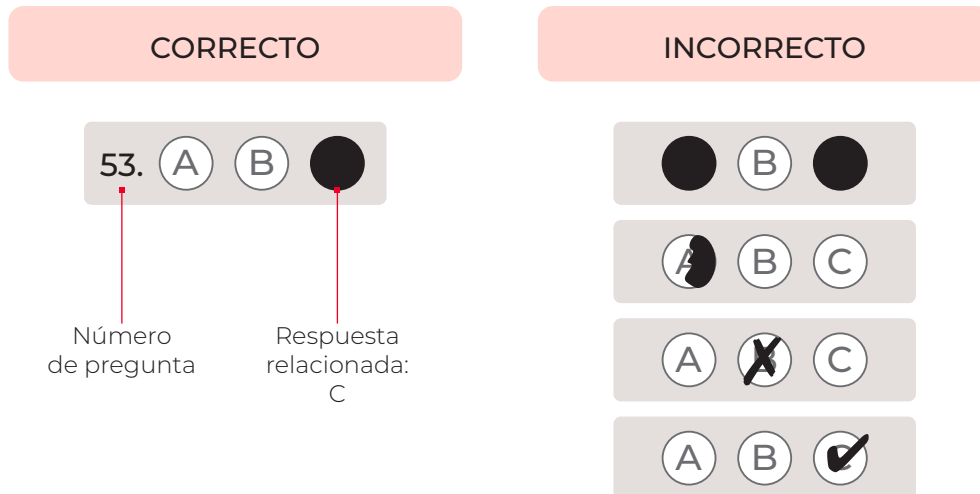 CORRECTO
53. A B
Número
de pregunta
Respuesta
relacionada:
C
INCORRECTO
B
A B C
A B C
A B C